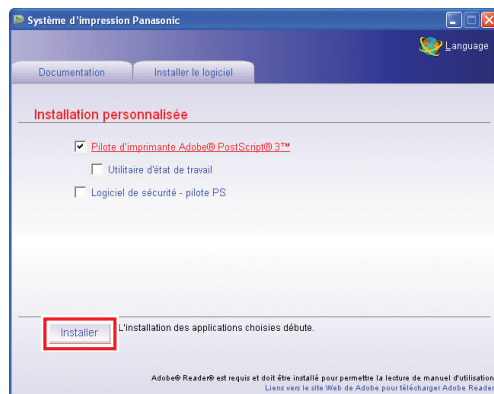 Système d'impression Panasonic
Language
Documentation
Installer le logiciel
Installation personnalisée
Pilote d'imprimante Adobe® PostScript® 3™
Utilitaire d'état de travail
Logiciel de sécurité - pilote PS
Installer
L'installation des applications choisies débute.
Adobe® Reader® est requis et doit être installé pour permettre la lecture de manuel d'utilisation
Liens vers le site Web de Adobe pour télécharger Adobe Reader